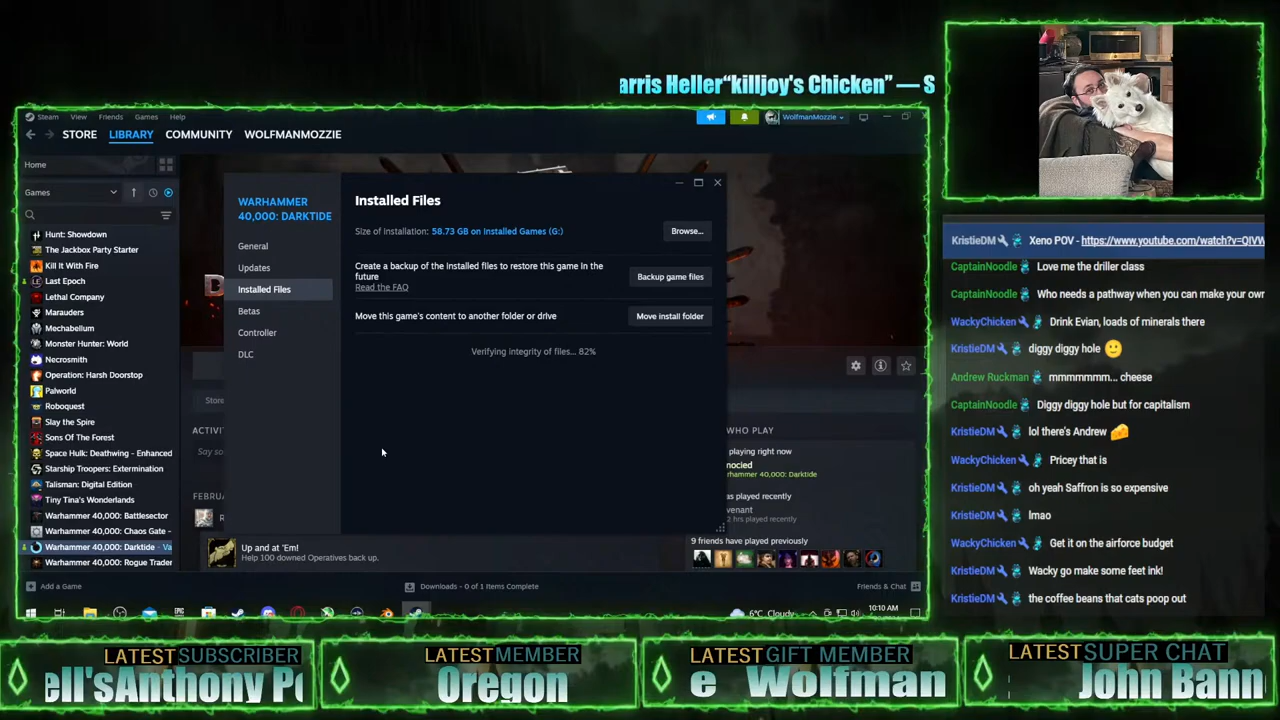 arris Heller "killjoy's Chicken" — S
Steam View Friends Games Help
WolfmanMozzie
STORE LIBRARY COMMUNITY WOLFMANMOZZIE
Home
Games
Hunt: Showdown
The Jackbox Party Starter
Kill It With Fire
Last Epoch
Lethal Company
Marauders
Mechabellum
Monster Hunter: World
Necrosmith
Operation: Harsh Doorstop
Palworld
Roboquest
Slay the Spire
Sons Of The Forest
Space Hulk: Deathwing - Enhanced
Starship Troopers: Extermination
Talisman: Digital Edition
Tiny Tina's Wonderlands
Warhammer 40,000: Battlesector
Warhammer 40,000: Chaos Gate -
Warhammer 40,000: Darktide - Va
Warhammer 40,000: Rogue Trader
Add a Game
WARHAMMER
40,000: DARKTIDE
General
Updates
Installed Files
Betas
Controller
DLC
Installed Files
Size of Installation: 58.73 GB on Installed Games (G:)
Browse...
Create a backup of the installed files to restore this game in the
future
Read the FAQ
Backup game files
Move this game's content to another folder or drive
Move install folder
Verifying integrity of files... 82%
D
Store
ACTIV
Say so
FEBRU
WHO PLAY
playing right now
mocied
arhammer 40,000: Darktide
as played recently
venant
hrs played recently
9 friends have played previously
Up and at 'Em!
Help 100 downed Operatives back up.
Downloads - 0 of 1 Items Complete
Friends & Chat
6°C Cloudy
10:10 AM
KristieDM Xeno POV - https://www.youtube.com/watch?v=QIVW
CaptainNoodle Love me the driller class
CaptainNoodle Who needs a pathway when you can make your own
WackyChicken Drink Evian, loads of minerals there
KristieDM diggy diggy hole
Andrew Ruckman mmmmmmm... cheese
CaptainNoodle Diggy diggy hole but for capitalism
KristieDM lol there's Andrew
WackyChicken Pricey that is
KristieDM oh yeah Saffron is so expensive
KristieDM lmao
WackyChicken Get it on the airforce budget
KristieDM Wacky go make some feet ink!
KristieDM the coffee beans that cats poop out
LATEST SUBSCRIBER
ell's Anthony P
LATEST MEMBER
Oregon
LATEST GIFT MEMBER
e Wolfman
LATEST SUPER CHAT
John Bann